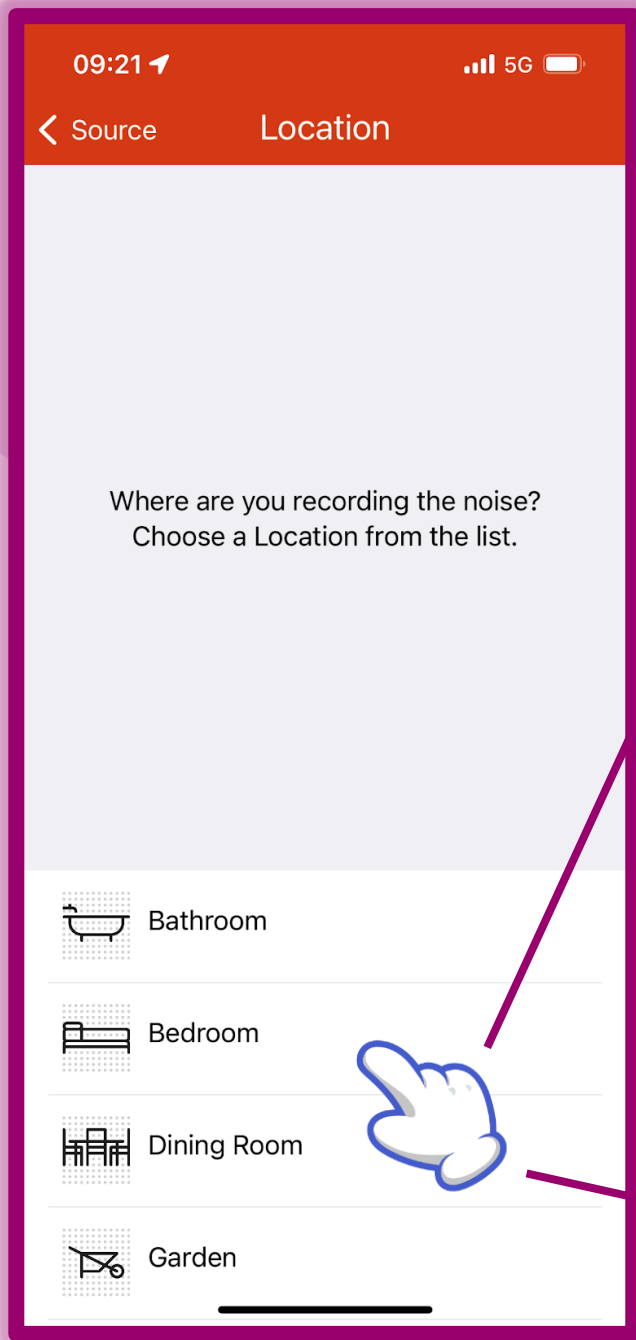 09:21 5G
Source Location
Where are you recording the noise?
Choose a Location from the list.
Bathroom
Bedroom
Dining Room
Garden